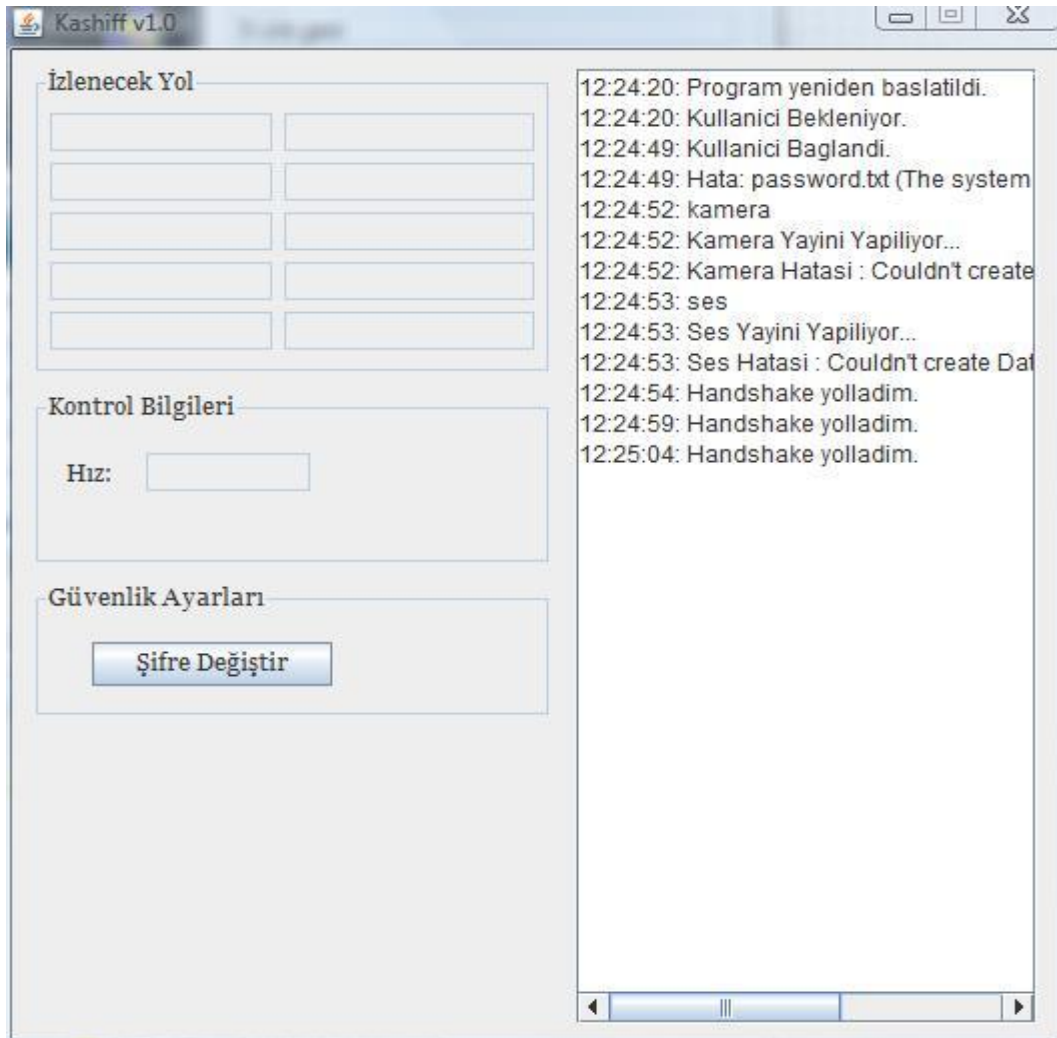 Kashiff v1.0
İzlenecek Yol
Kontrol Bilgileri
Hız:
Güvenlik Ayarları
Şifre Değiştir
12:24:20: Program yeniden baslatildi.
12:24:20: Kullanici Bekleniyor.
12:24:49: Kullanici Baglandi.
12:24:49: Hata: password.txt (The system
12:24:52: kamera
12:24:52: Kamera Yayini Yapiliyor...
12:24:52: Kamera Hatasi : Couldn't create
12:24:53: ses
12:24:53: Ses Yayini Yapiliyor...
12:24:53: Ses Hatasi : Couldn't create Dat
12:24:54: Handshake yolladim.
12:24:59: Handshake yolladim.
12:25:04: Handshake yolladim.